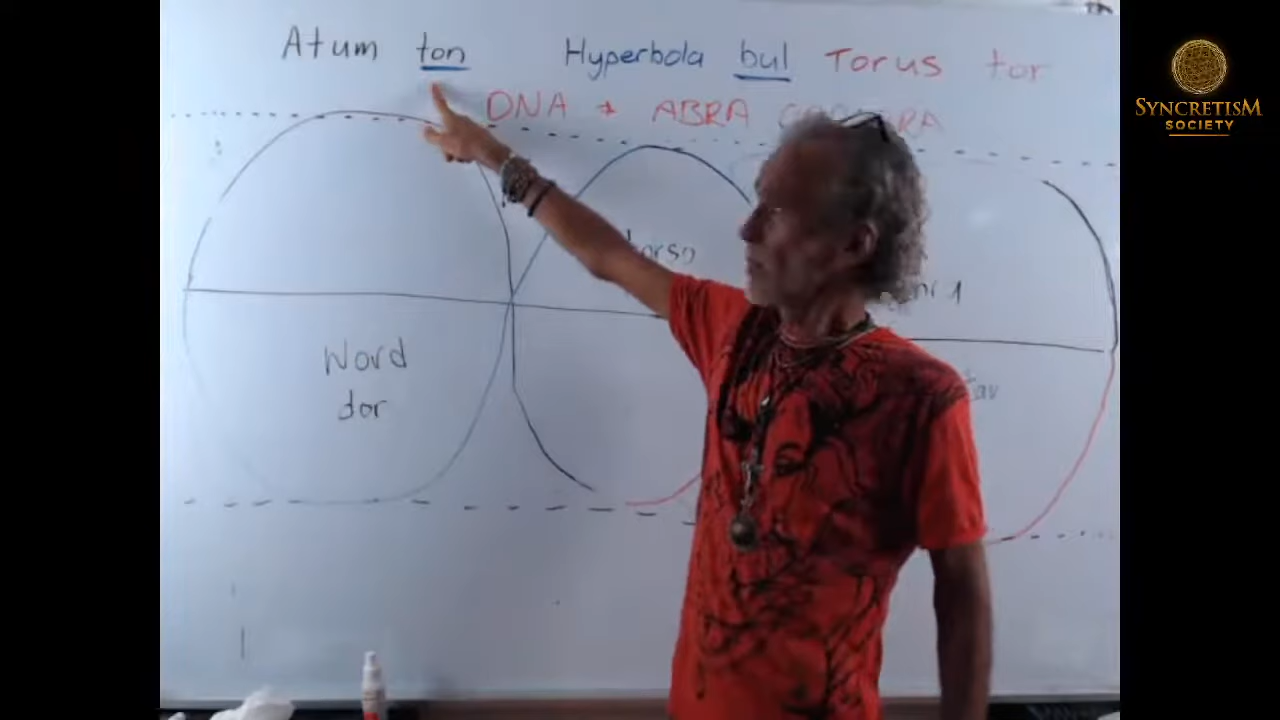 Atum ton Hyperbola bul Torus tor
DNA + ABRA
SYNCRETISM
SOCIETY
Word
dor